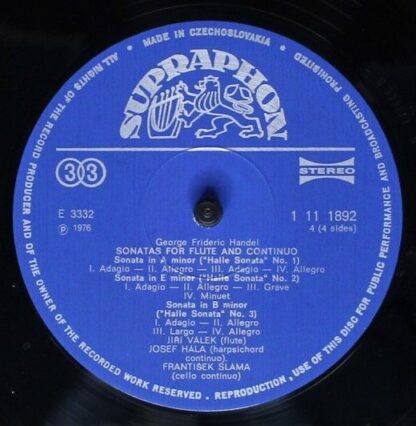 • MADE IN CZECHOSLOVAKIA •
ALL RIGHTS OF THE RECORD PRODUCER AND OF THE OWNER OF THE RECORDED WORK RESERVED • REPRODUCTION, USE OF THIS DISC FOR PUBLIC PERFORMANCE AND BROADCASTING PROHIBITED
SUPRAPHON
33
STEREO
E 3332
1 11 1892
℗ 1976
4 (4 sides)
George Frideric Handel
SONATAS FOR FLUTE AND CONTINUO
Sonata in A minor ("Halle Sonata" No. 1)
I. Adagio — II. Allegro — III. Adagio — IV. Allegro
Sonata in E minor ("Halle Sonata" No. 2)
I. Adagio — II. Allegro — III. Grave
IV. Minuet
Sonata in B minor
("Halle Sonata" No. 3)
I. Adagio — II. Allegro
III. Largo — IV. Allegro
JIŘÍ VÁLEK (flute)
JOSEF HÁLA (harpsichord
continuo),
FRANTIŠEK SLÁMA
(cello continuo)